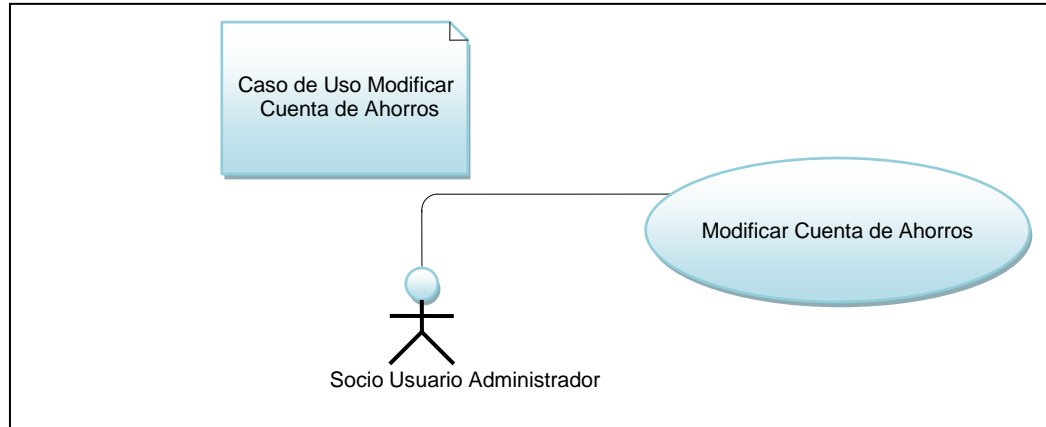 Caso de Uso Modificar
Cuenta de Ahorros
Modificar Cuenta de Ahorros
Socio Usuario Administrador